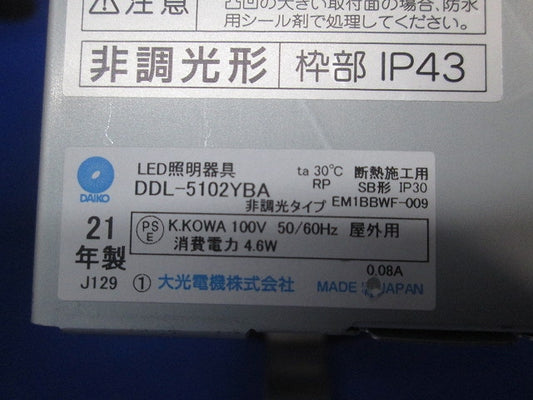 注意
凸凹の大きい取付面の場合、防水
用シール剤で処理してください。
非調光形 枠部 IP43
DAIKO
LED照明器具
DDL-5102YBA
非調光タイプ
ta 30℃ 断熱施工用
RP SB形 IP30
EM1BBWF-009
21
年製
J129
PSE
K.KOWA 100V 50/60Hz 屋外用
消費電力 4.6W
0.08A
① 大光電機株式会社 MADE IN JAPAN